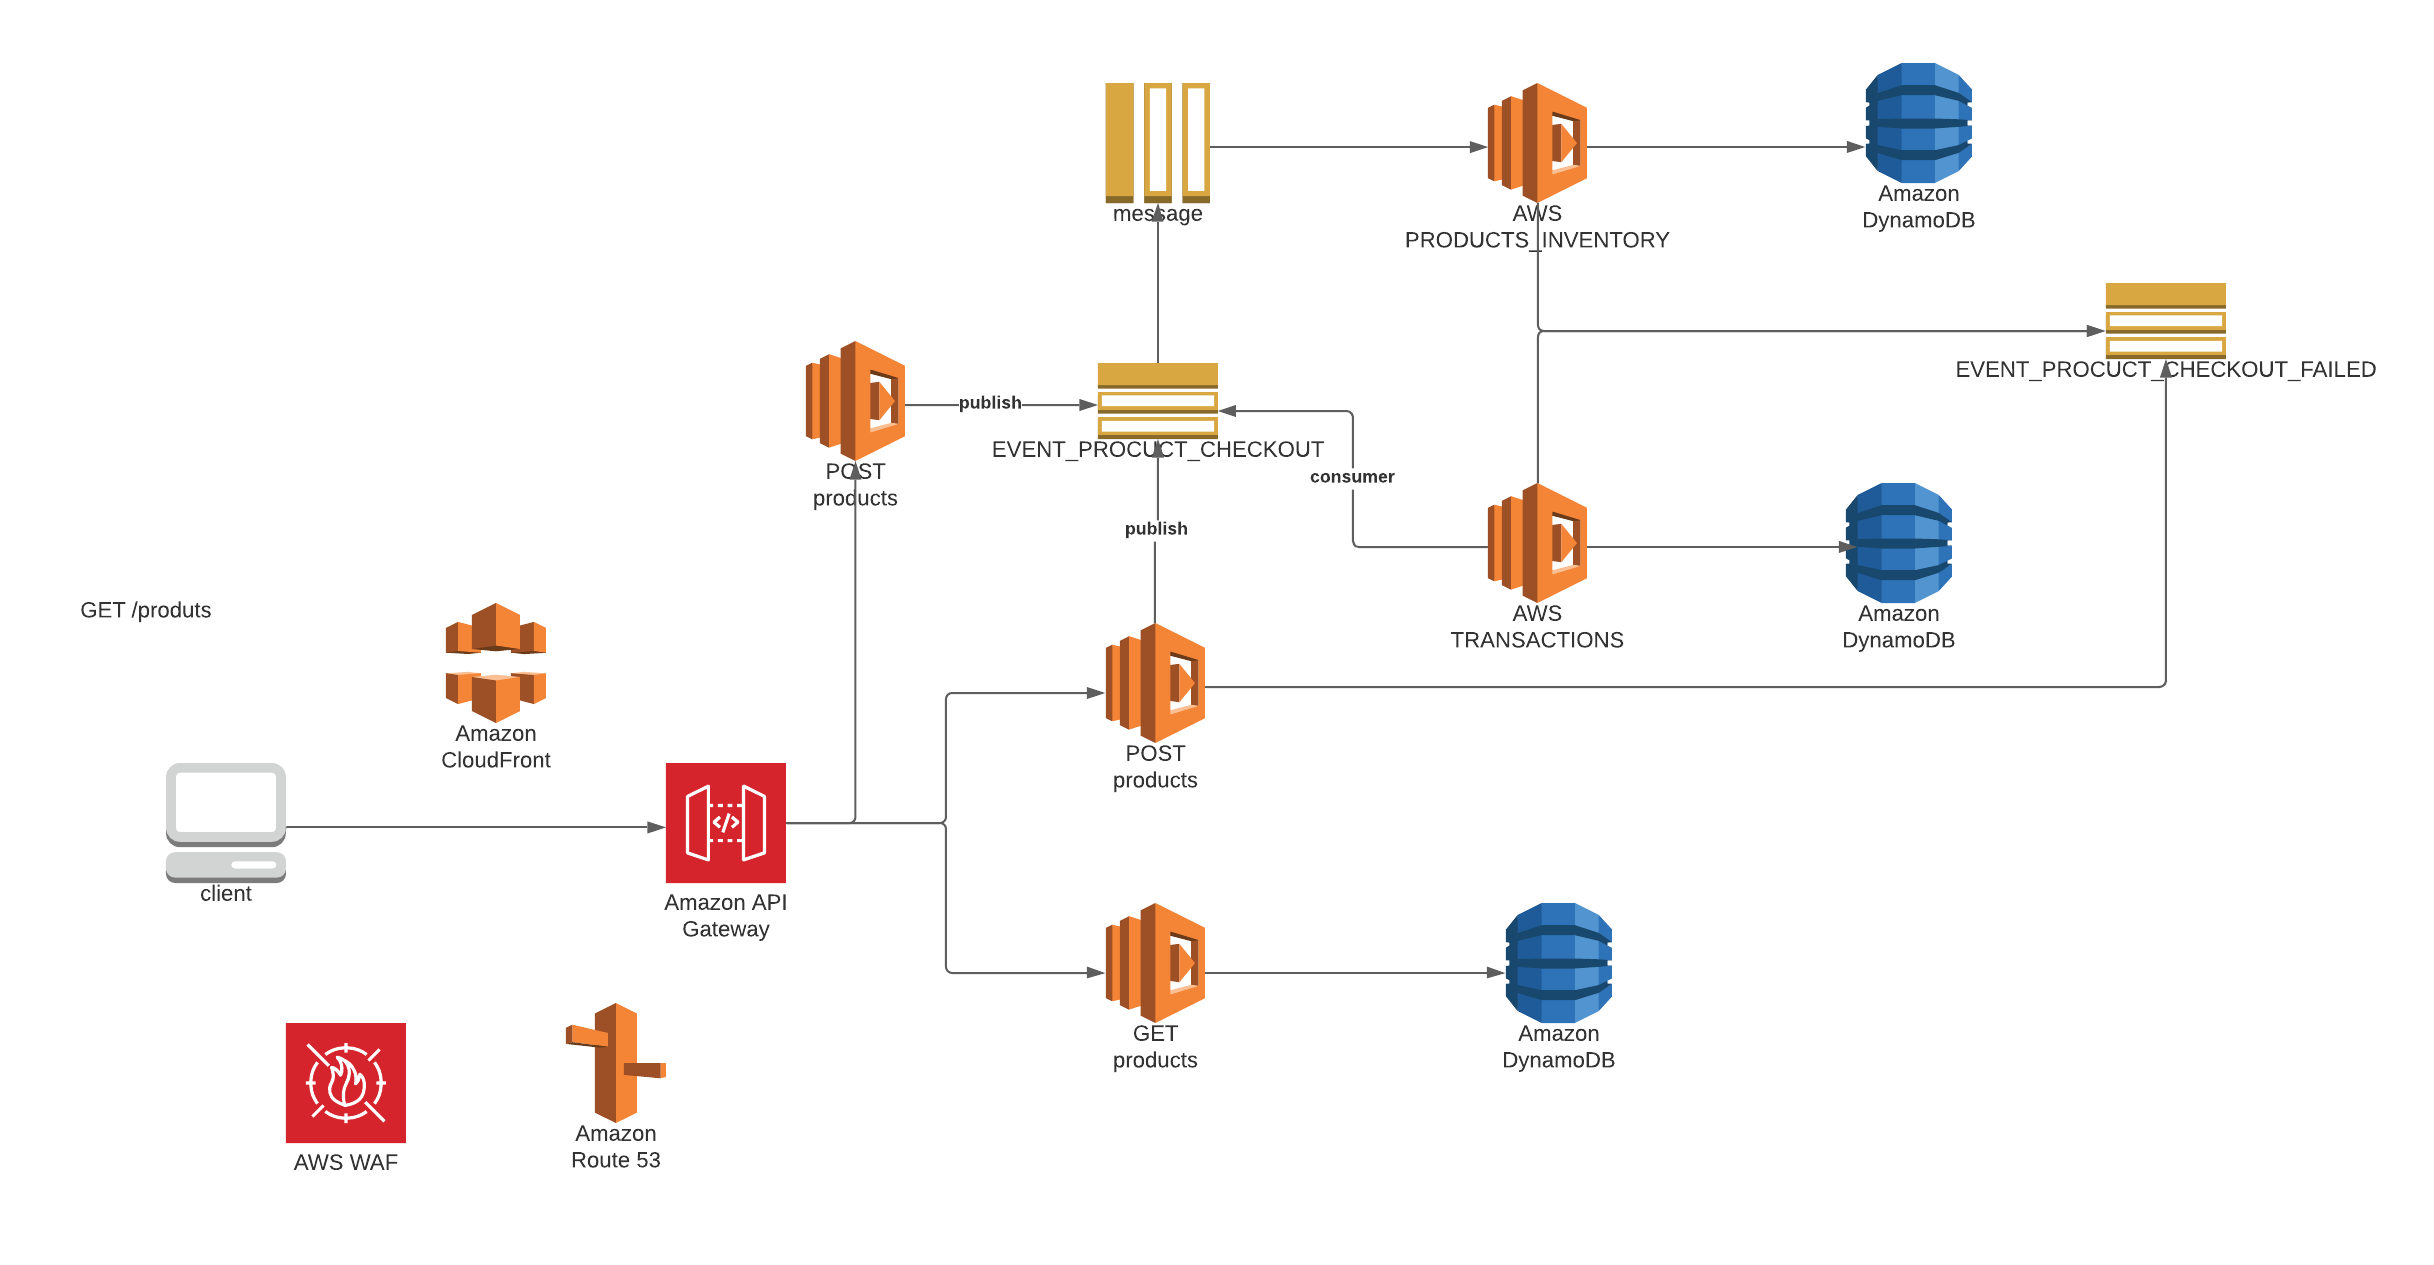 message
AWS
PRODUCTS_INVENTORY
Amazon
DynamoDB
EVENT_PROCUCT_CHECKOUT_FAILED
publish
POST
products
EVENT_PROCUCT_CHECKOUT
consumer
publish
AWS
TRANSACTIONS
Amazon
DynamoDB
GET /produts
Amazon
CloudFront
POST
products
client
Amazon API
Gateway
GET
products
Amazon
DynamoDB
AWS WAF
Amazon
Route 53